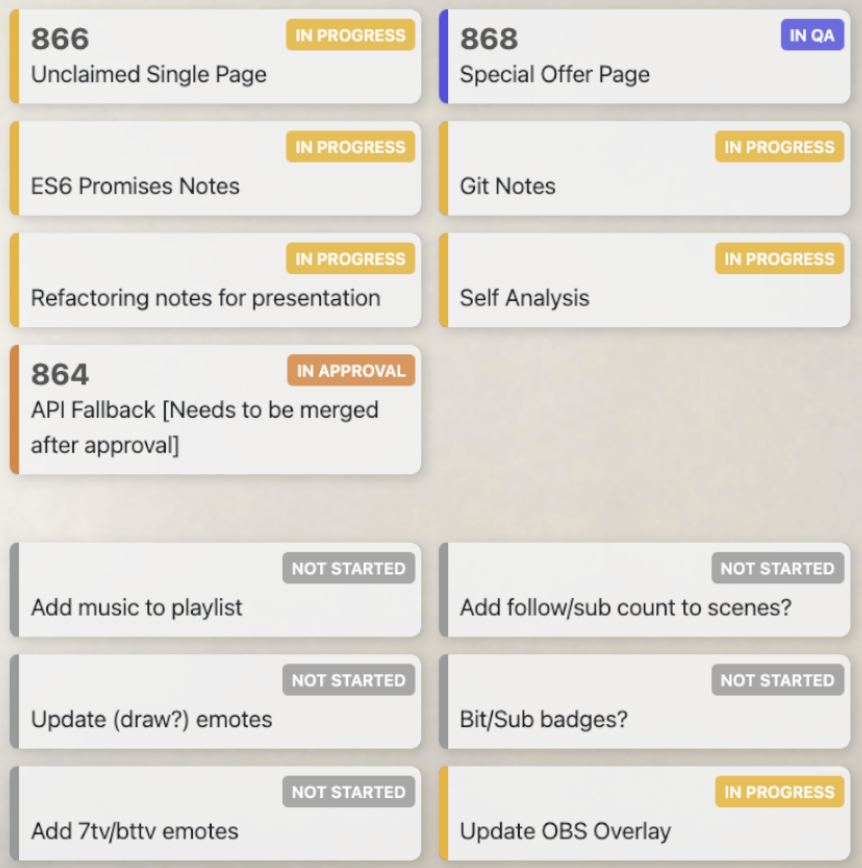 866 IN PROGRESS
Unclaimed Single Page
868 IN QA
Special Offer Page
IN PROGRESS
ES6 Promises Notes
IN PROGRESS
Git Notes
IN PROGRESS
Refactoring notes for presentation
IN PROGRESS
Self Analysis
864 IN APPROVAL
API Fallback [Needs to be merged
after approval]
NOT STARTED
Add music to playlist
NOT STARTED
Add follow/sub count to scenes?
NOT STARTED
Update (draw?) emotes
NOT STARTED
Bit/Sub badges?
NOT STARTED
Add 7tv/bttv emotes
IN PROGRESS
Update OBS Overlay